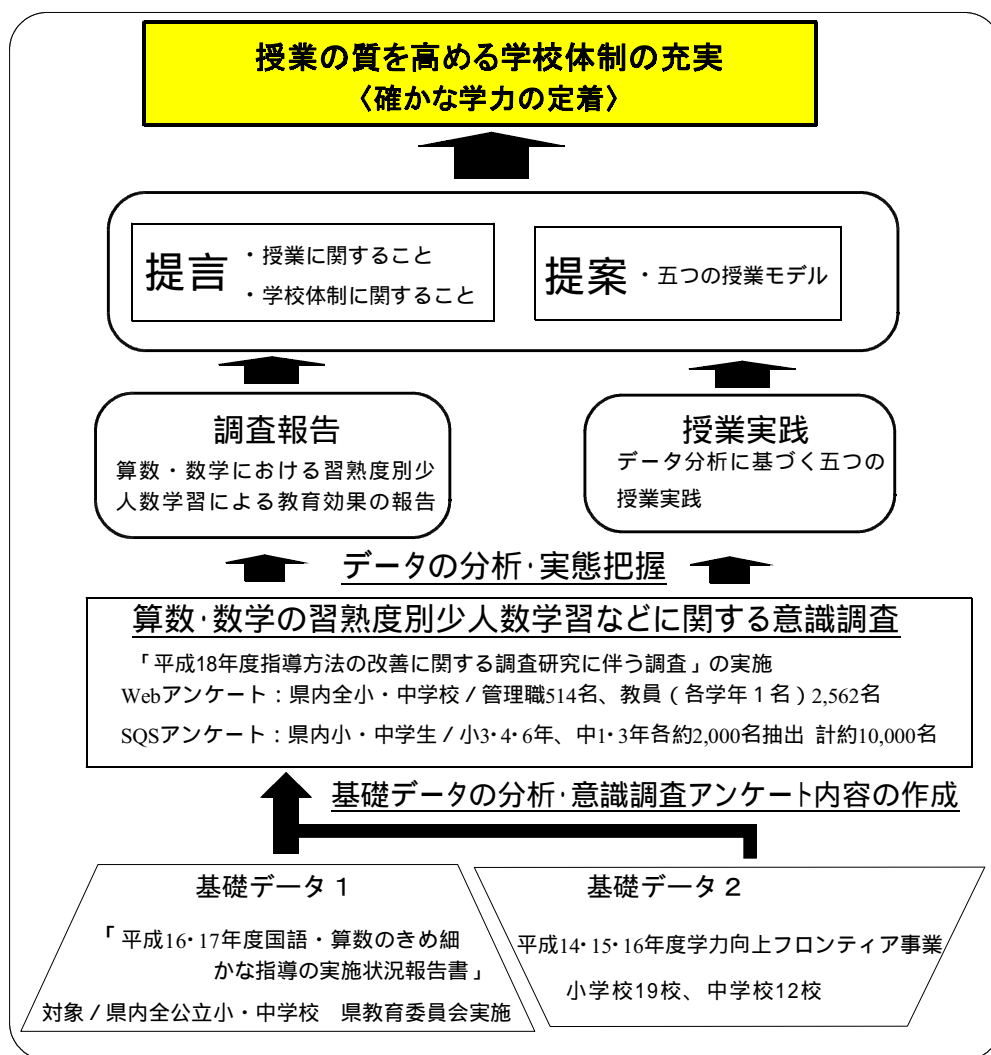 授業の質を高める学校体制の充実
〈確かな学力の定着〉
提言
・授業に関すること
・学校体制に関すること
提案
・五つの授業モデル
調査報告
算数・数学における習熟度別少
人数学習による教育効果の報告
授業実践
データ分析に基づく五つの
授業実践
データの分析・実態把握
算数・数学の習熟度別少人数学習などに関する意識調査
「平成18年度指導方法の改善に関する調査研究に伴う調査」の実施
Webアンケート：県内全小・中学校／管理職514名、教員（各学年１名）2,562名
SQSアンケート：県内小・中学生／小3・4・6年、中1・3年各約2,000名抽出 計約10,000名
基礎データの分析・意識調査アンケート内容の作成
基礎データ１
「平成16・17年度国語・算数のきめ細
かな指導の実施状況報告書」
対象／県内全公立小・中学校　県教育委員会実施
基礎データ２
平成14・15・16年度学力向上フロンティア事業
小学校19校、中学校12校